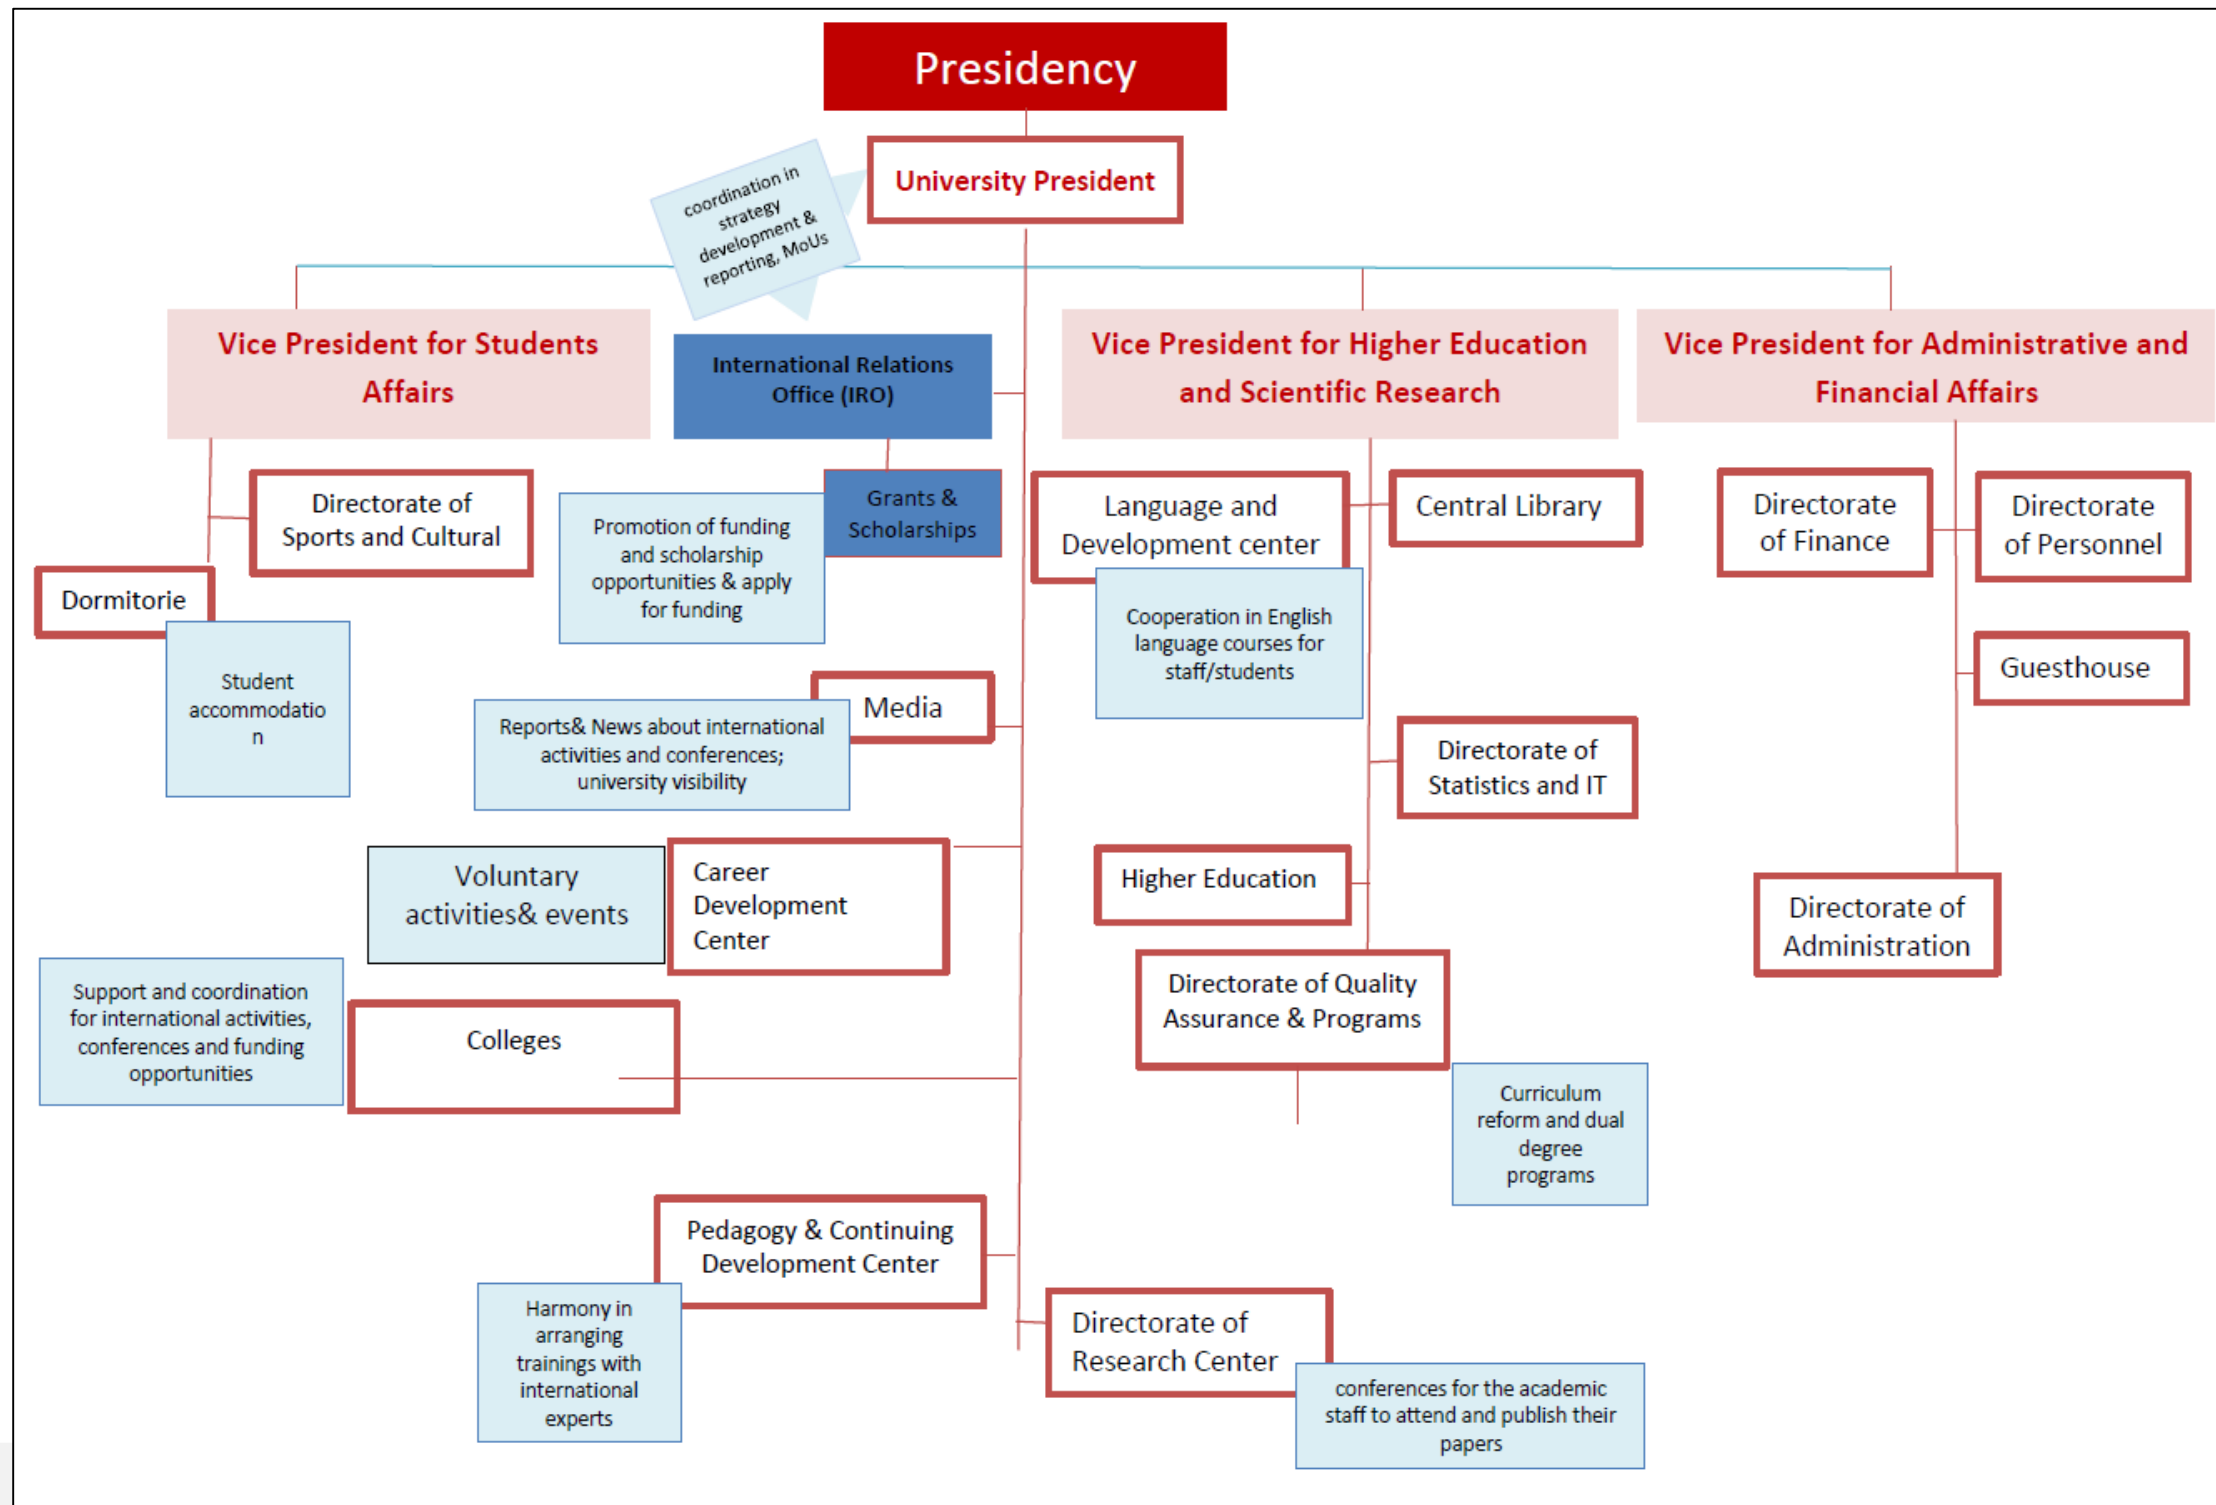 Presidency
University President
coordination in
strategy
development &
reporting, MoUs
Vice President for Students
Affairs
International Relations
Office (IRO)
Vice President for Higher Education
and Scientific Research
Vice President for Administrative and
Financial Affairs
Directorate of
Sports and Cultural
Dormitorie
Student
accommodatio
n
Grants &
Scholarships
Promotion of funding
and scholarship
opportunities & apply
for funding
Media
Reports& News about international
activities and conferences;
university visibility
Career
Development
Center
Voluntary
activities& events
Colleges
Support and coordination
for international activities,
conferences and funding
opportunities
Pedagogy & Continuing
Development Center
Harmony in
arranging
trainings with
international
experts
Directorate of
Research Center
conferences for the academic
staff to attend and publish their
papers
Language and
Development center
Cooperation in English
language courses for
staff/students
Central Library
Directorate of
Statistics and IT
Higher Education
Directorate of Quality
Assurance & Programs
Curriculum
reform and dual
degree
programs
Directorate
of Finance
Directorate
of Personnel
Guesthouse
Directorate of
Administration